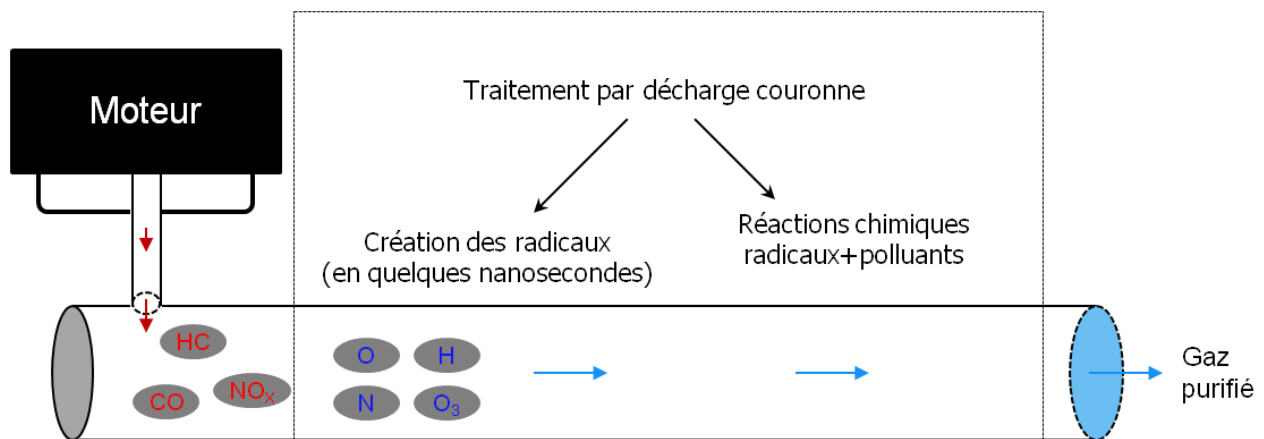 Moteur
Traitement par décharge couronne
Création des radicaux
(en quelques nanosecondes)
Réactions chimiques
radicaux+polluants
HC
CO
NOₓ
O
H
N
O₃
Gaz
purifié